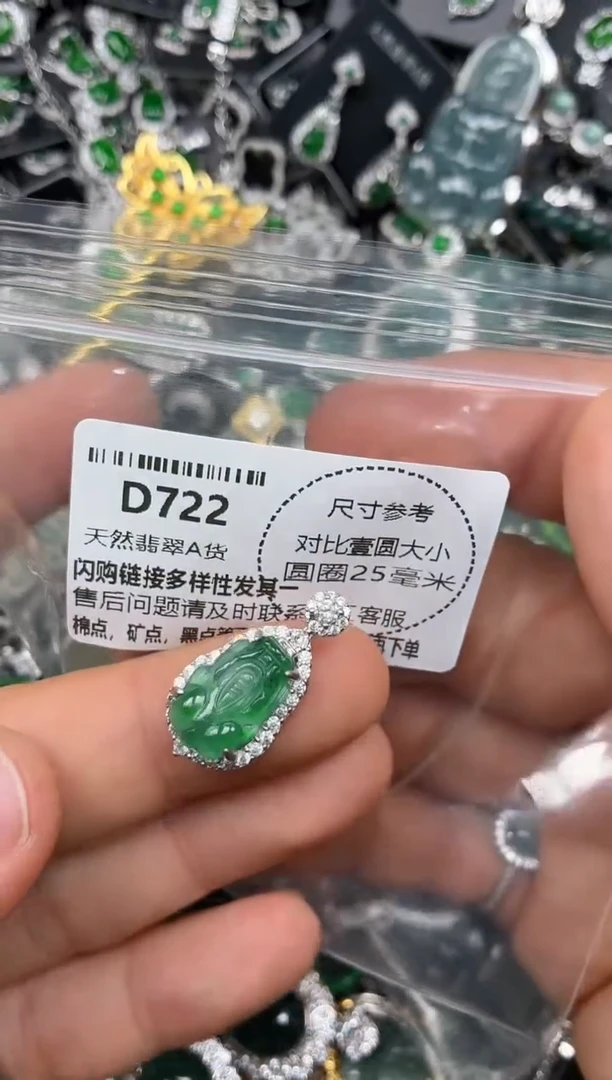 D722
尺寸参考
天然翡翠A货
对比壹圆大小
圆圈25毫米
闪购链接多样性发其一
售后问题请及时联系 客服
棉点，矿点，黑点 下单